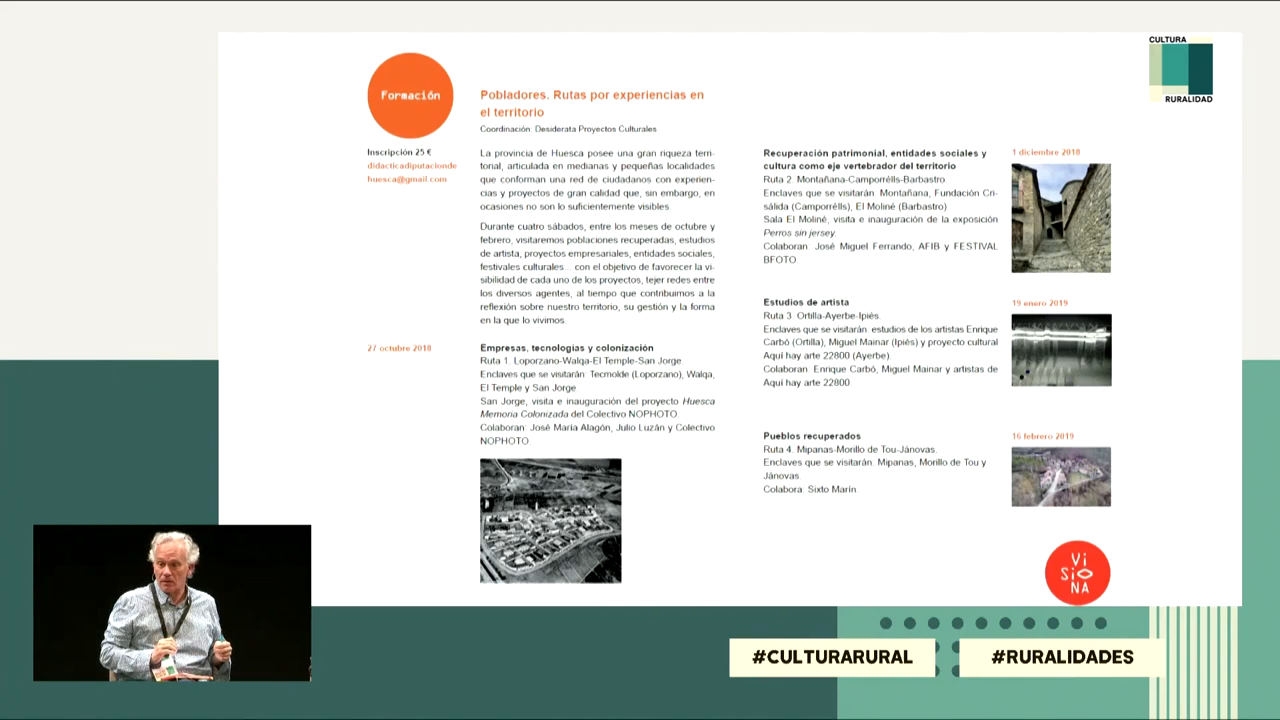 CULTURA
RURALIDAD
Formación
Inscripción 25 €
didacticadiputacionde
huesca@gmail.com
Pobladores. Rutas por experiencias en
el territorio
Coordinación: Desiderata Proyectos Culturales
La provincia de Huesca posee una gran riqueza terri-
torial, articulada en medianas y pequeñas localidades
que conforman una red de ciudadanos con experien-
cias y proyectos de gran calidad que, sin embargo, en
ocasiones no son lo suficientemente visibles.
Durante cuatro sábados, entre los meses de octubre y
febrero, visitaremos poblaciones recuperadas, estudios
de artista, proyectos empresariales, entidades sociales,
festivales culturales... con el objetivo de favorecer la vi-
sibilidad de cada uno de los proyectos, tejer redes entre
los diversos agentes, al tiempo que contribuimos a la
reflexión sobre nuestro territorio, su gestión y la forma
en la que lo vivimos.
27 octubre 2018
Empresas, tecnologías y colonización
Ruta 1. Loporzano-Walqa-El Temple-San Jorge
Enclaves que se visitarán: Tecmolde (Loporzano), Walqa,
El Temple y San Jorge.
San Jorge, visita e inauguración del proyecto Huesca
Memoria Colonizada del Colectivo NOPHOTO.
Colaboran: José María Alagón, Julio Luzán y Colectivo
NOPHOTO
Recuperación patrimonial, entidades sociales y
cultura como eje vertebrador del territorio
Ruta 2. Montañana-Camporrélls-Barbastro
Enclaves que se visitarán: Montañana, Fundación Cri-
sálida (Camporrélls), El Moliné (Barbastro)
Sala El Moliné, visita e inauguración de la exposición
Perros sin jersey.
Colaboran: José Miguel Ferrando, AFIB y FESTIVAL
BFOTO
1 diciembre 2018
Estudios de artista
Ruta 3. Ortilla-Ayerbe-Ipiés.
Enclaves que se visitarán: estudios de los artistas Enrique
Carbó (Ortilla), Miguel Mainar (Ipiés) y proyecto cultural
Aquí hay arte 22800 (Ayerbe).
Colaboran: Enrique Carbó, Miguel Mainar y artistas de
Aquí hay arte 22800.
19 enero 2019
Pueblos recuperados
Ruta 4. Mipanas-Morillo de Tou-Jánovas.
Enclaves que se visitarán: Mipanas, Morillo de Tou y
Jánovas.
Colabora: Sixto Marín.
16 febrero 2019
Vi
SiO
NA
#CULTURARURAL
#RURALIDADES